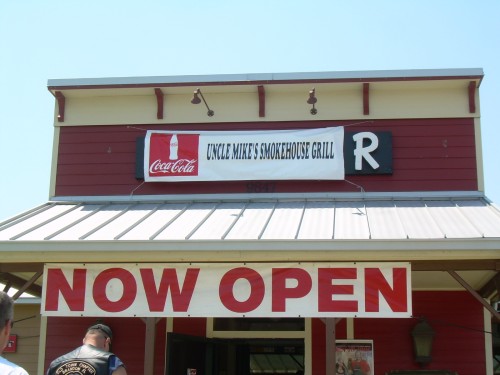 Coca-Cola
UNCLE MIKE'S SMOKEHOUSE GRILL
R
NOW OPEN